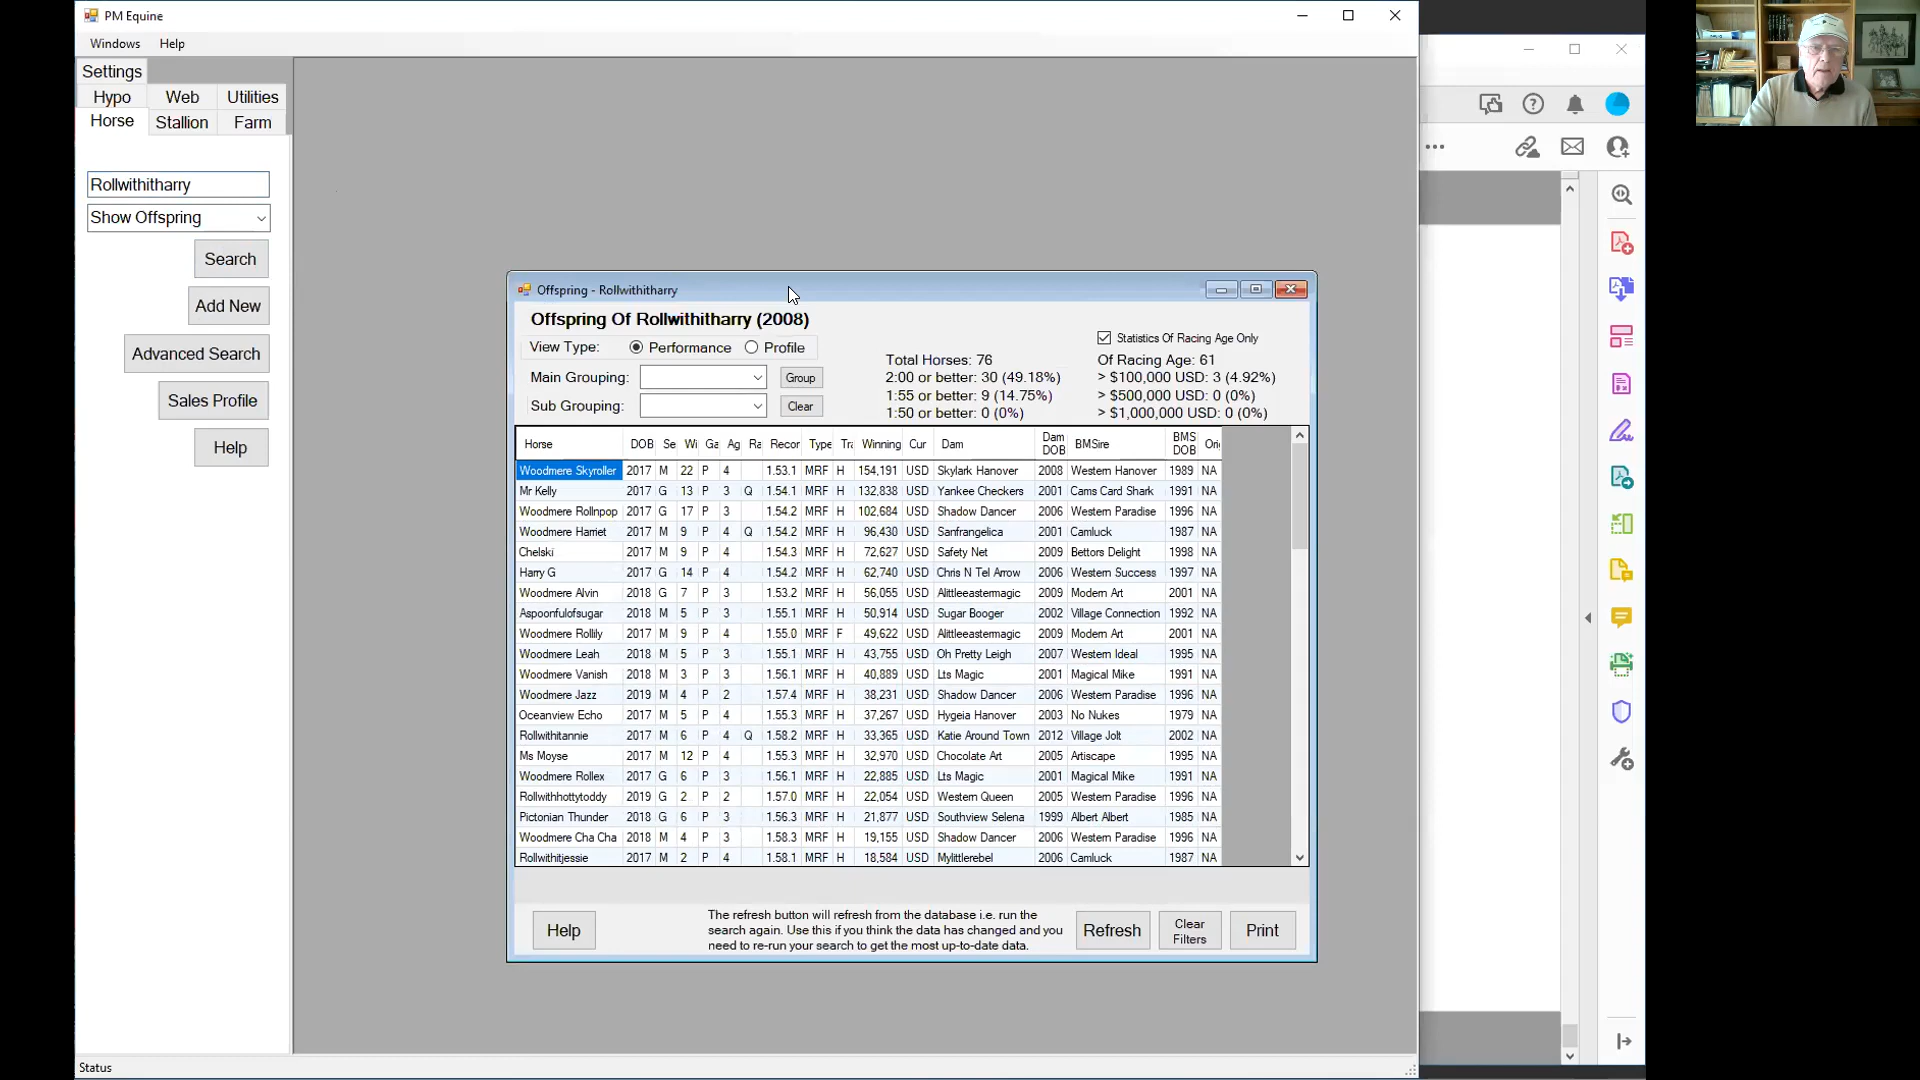 PM Equine
Windows Help
Settings
Hypo Web Utilities
Horse Stallion Farm
Rollwithitharry
Show Offspring
Search
Add New
Advanced Search
Sales Profile
Help
Offspring - Rollwithitharry
Offspring Of Rollwithitharry (2008)
View Type: Performance Profile
Main Grouping: Group
Sub Grouping: Clear
Statistics Of Racing Age Only
Total Horses: 76 Of Racing Age: 61
2:00 or better: 30 (49.18%) > $100,000 USD: 3 (4.92%)
1:55 or better: 9 (14.75%) > $500,000 USD: 0 (0%)
1:50 or better: 0 (0%) > $1,000,000 USD: 0 (0%)
Horse DOB Se Wi Ga Ag Ra Recor Type Tra Winning Cur Dam Dam DOB BMSire BMS DOB Ori
Woodmere Skyroller 2017 M 22 P 4 1.53.1 MRF H 154,191 USD Skylark Hanover 2008 Western Hanover 1989 NA
Mr Kelly 2017 G 13 P 3 Q 1.54.1 MRF H 132,838 USD Yankee Checkers 2001 Cams Card Shark 1991 NA
Woodmere Rollnpop 2017 G 17 P 3 1.54.2 MRF H 102,684 USD Shadow Dancer 2006 Western Paradise 1996 NA
Woodmere Harriet 2017 M 9 P 4 Q 1.54.2 MRF H 96,430 USD Sanfrangelica 2001 Camluck 1987 NA
Chelski 2017 M 9 P 4 1.54.3 MRF H 72,627 USD Safety Net 2009 Bettors Delight 1998 NA
Harry G 2017 G 14 P 4 1.54.2 MRF H 62,740 USD Chris N Tel Arrow 2006 Western Success 1997 NA
Woodmere Alvin 2018 G 7 P 3 1.53.2 MRF H 56,055 USD Alittleeastermagic 2009 Modern Art 2001 NA
Aspoonfulofsugar 2018 M 5 P 3 1.55.1 MRF H 50,914 USD Sugar Booger 2002 Village Connection 1992 NA
Woodmere Rollily 2017 M 9 P 4 1.55.0 MRF F 49,622 USD Alittleeastermagic 2009 Modern Art 2001 NA
Woodmere Leah 2018 M 5 P 3 1.55.1 MRF H 43,755 USD Oh Pretty Leigh 2007 Western Ideal 1995 NA
Woodmere Vanish 2018 M 3 P 3 1.56.1 MRF H 40,889 USD Lts Magic 2001 Magical Mike 1991 NA
Woodmere Jazz 2019 M 4 P 2 1.57.4 MRF H 38,231 USD Shadow Dancer 2006 Western Paradise 1996 NA
Oceanview Echo 2017 M 5 P 4 1.55.3 MRF H 37,267 USD Hygeia Hanover 2003 No Nukes 1979 NA
Rollwithitannie 2017 M 6 P 4 Q 1.58.2 MRF H 33,365 USD Katie Around Town 2012 Village Jolt 2002 NA
Ms Moyse 2017 M 12 P 4 1.55.3 MRF H 32,970 USD Chocolate Art 2005 Artiscape 1995 NA
Woodmere Rollex 2017 G 6 P 3 1.56.1 MRF H 22,885 USD Lts Magic 2001 Magical Mike 1991 NA
Rollwithhottytoddy 2019 G 2 P 2 1.57.0 MRF H 22,054 USD Western Queen 2005 Western Paradise 1996 NA
Pictonian Thunder 2018 G 6 P 3 1.56.3 MRF H 21,877 USD Southview Selena 1999 Albert Albert 1985 NA
Woodmere Cha Cha 2018 M 4 P 3 1.58.3 MRF H 19,155 USD Shadow Dancer 2006 Western Paradise 1996 NA
Rollwithitjessie 2017 M 2 P 4 1.58.1 MRF H 18,584 USD Mylittlerebel 2006 Camluck 1987 NA
Help
The refresh button will refresh from the database i.e. run the
search again. Use this if you think the data has changed and you
need to re-run your search to get the most up-to-date data.
Refresh
Clear
Filters
Print
Status